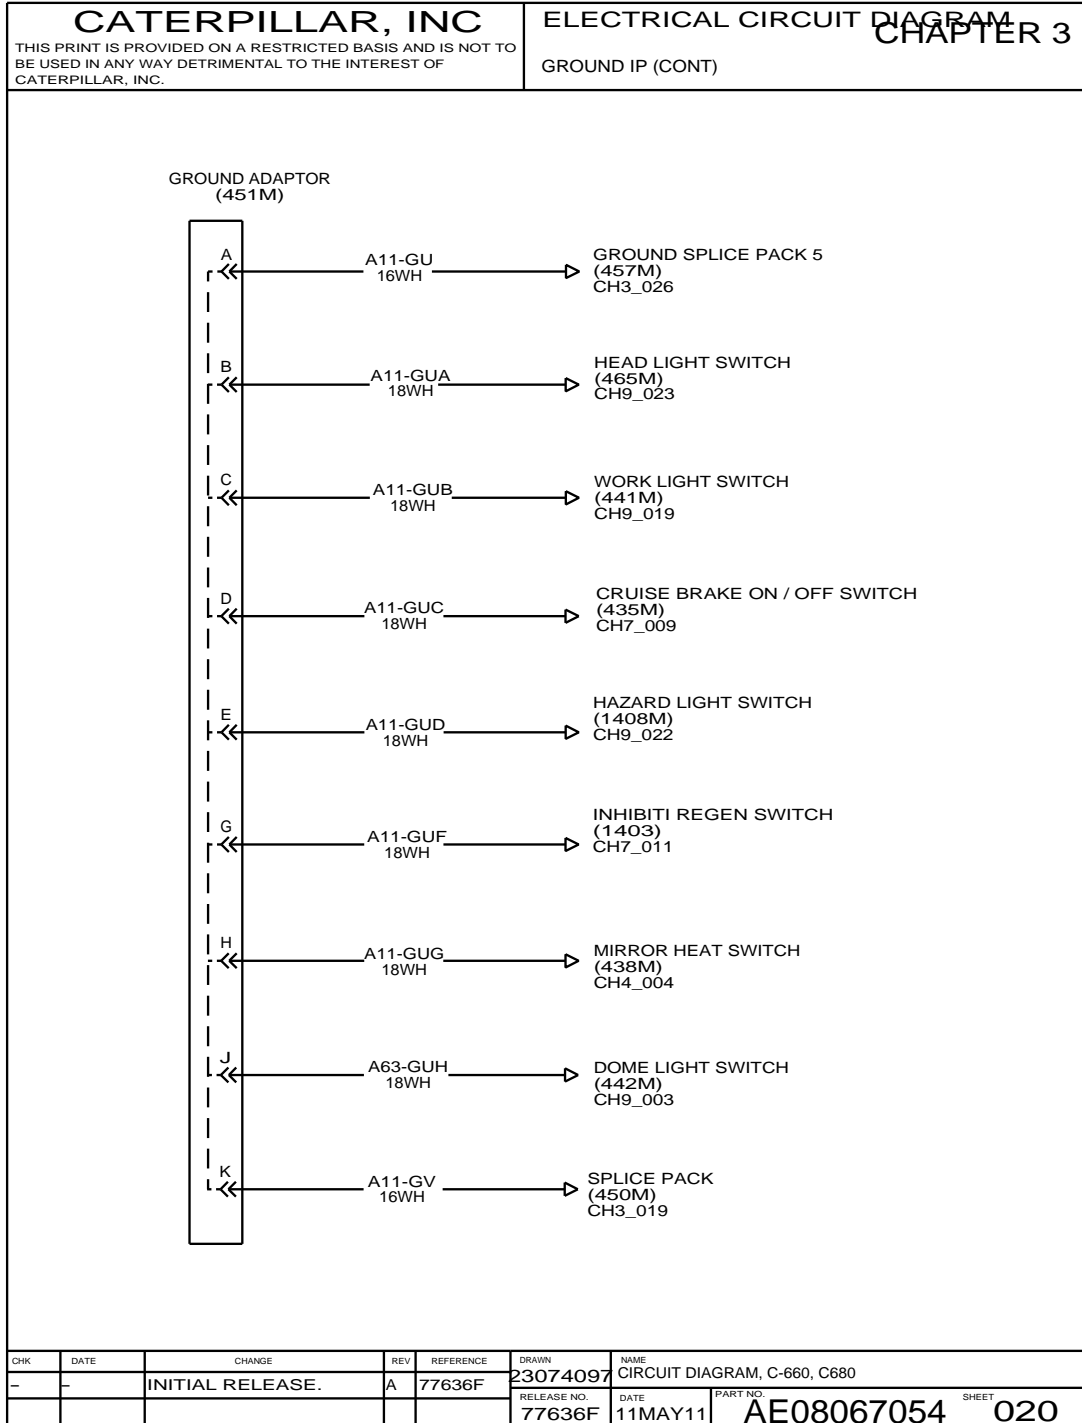 CATERPILLAR, INC
THIS PRINT IS PROVIDED ON A RESTRICTED BASIS AND IS NOT TO
BE USED IN ANY WAY DETRIMENTAL TO THE INTEREST OF
CATERPILLAR, INC.
ELECTRICAL CIRCUIT DIAGRAM
CHAPTER 3
GROUND IP (CONT)
GROUND ADAPTOR
(451M)
A
A11-GU
16WH
GROUND SPLICE PACK 5
(457M)
CH3_026
B
A11-GUA
18WH
HEAD LIGHT SWITCH
(465M)
CH9_023
C
A11-GUB
18WH
WORK LIGHT SWITCH
(441M)
CH9_019
D
A11-GUC
18WH
CRUISE BRAKE ON / OFF SWITCH
(435M)
CH7_009
E
A11-GUD
18WH
HAZARD LIGHT SWITCH
(1408M)
CH9_022
G
A11-GUF
18WH
INHIBITI REGEN SWITCH
(1403)
CH7_011
H
A11-GUG
18WH
MIRROR HEAT SWITCH
(438M)
CH4_004
J
A63-GUH
18WH
DOME LIGHT SWITCH
(442M)
CH9_003
K
A11-GV
16WH
SPLICE PACK
(450M)
CH3_019
CHK DATE CHANGE REV REFERENCE
– – INITIAL RELEASE. A 77636F
DRAWN
23074097
NAME
CIRCUIT DIAGRAM, C-660, C680
RELEASE NO.
77636F
DATE
11MAY11
PART NO.
AE08067054
SHEET
020